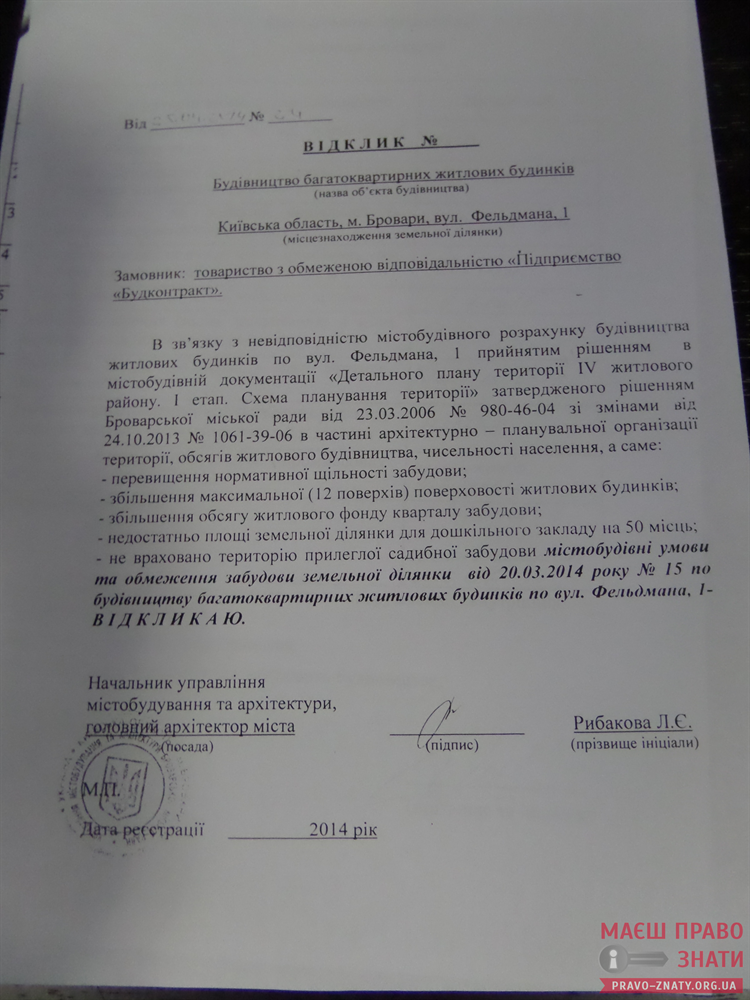 Від №
ВІДКЛИК №
Будівництво багатоквартирних житлових будинків
(назва об'єкта будівництва)
Київська область, м. Бровари, вул. Фельдмана, 1
(місцезнаходження земельної ділянки)
Замовник: товариство з обмеженою відповідальністю «Підприємство
«Будконтракт».
В зв'язку з невідповідністю містобудівного розрахунку будівництва
житлових будинків по вул. Фельдмана, 1 прийнятим рішенням в
містобудівній документації «Детального плану території IV житлового
району. I етап. Схема планування території» затвердженого рішенням
Броварської міської ради від 23.03.2006 № 980-46-04 зі змінами від
24.10.2013 № 1061-39-06 в частині архітектурно – планувальної організації
території, обсягів житлового будівництва, чисельності населення, а саме:
- перевищення нормативної щільності забудови;
- збільшення максимальної (12 поверхів) поверховості житлових будинків;
- збільшення обсягу житлового фонду кварталу забудови;
- недостатньо площі земельної ділянки для дошкільного закладу на 50 місць;
- не враховано територію прилеглої садибної забудови містобудівні умови
та обмеження забудови земельної ділянки від 20.03.2014 року № 15 по
будівництву багатоквартирних житлових будинків по вул. Фельдмана, 1-
ВІДКЛИКАЮ.
Начальник управління
містобудування та архітектури,
головний архітектор міста
Рибакова Л.Є.
(посада)
(підпис)
(прізвище ініціали)
М.П.
Дата реєстрації 2014 рік
МАЄШ ПРАВО
ЗНАТИ
PRAVO-ZNATY.ORG.UA